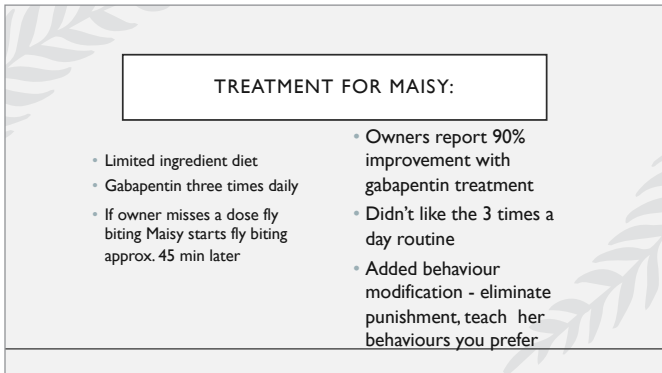 TREATMENT FOR MAISY:
• Limited ingredient diet
• Gabapentin three times daily
• If owner misses a dose fly
biting Maisy starts fly biting
approx. 45 min later
• Owners report 90%
improvement with
gabapentin treatment
• Didn't like the 3 times a
day routine
• Added behaviour
modification - eliminate
punishment, teach  her
behaviours you prefer